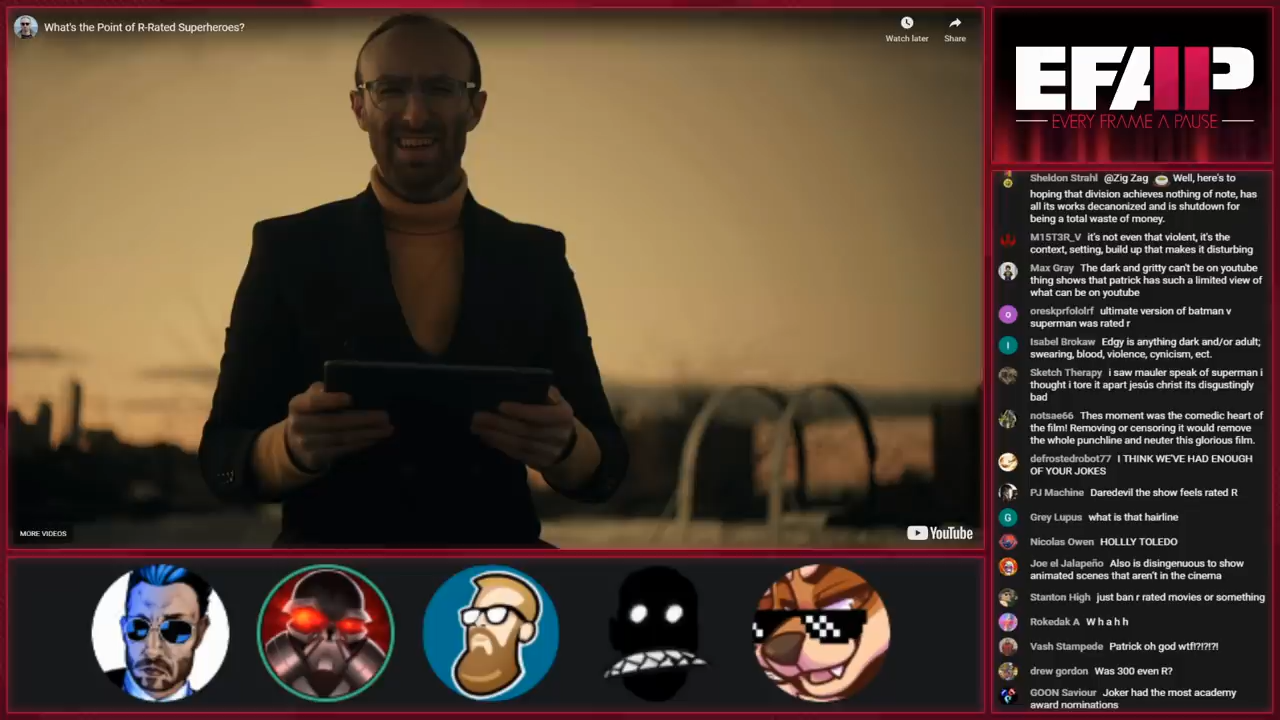 What's the Point of R-Rated Superheroes?
Watch later
Share
MORE VIDEOS
YouTube
EFAP
EVERY FRAME A PAUSE
Sheldon Strahl @Zig Zag Well, here's to
hoping that division achieves nothing of note, has
all its works decanonized and is shutdown for
being a total waste of money.
M15T3R_V it's not even that violent, it's the
context, setting, build up that makes it disturbing
Max Gray The dark and gritty can't be on youtube
thing shows that patrick has such a limited view of
what can be on youtube
oreskprfololrf ultimate version of batman v
superman was rated r
Isabel Brokaw Edgy is anything dark and/or adult;
swearing, blood, violence, cynicism, ect.
Sketch Therapy i saw mauler speak of superman i
thought i tore it apart jesús christ its disgustingly
bad
notsae66 Thes moment was the comedic heart of
the film! Removing or censoring it would remove
the whole punchline and neuter this glorious film.
defrostedrobot77 I THINK WE'VE HAD ENOUGH
OF YOUR JOKES
PJ Machine Daredevil the show feels rated R
Grey Lupus what is that hairline
Nicolas Owen HOLLLY TOLEDO
Joe el Jalapeño Also is disingenuous to show
animated scenes that aren't in the cinema
Stanton High just ban r rated movies or something
Rokedak A W h a h h
Vash Stampede Patrick oh god wtf!?!?!?!
drew gordon Was 300 even R?
GOON Saviour Joker had the most academy
award nominations